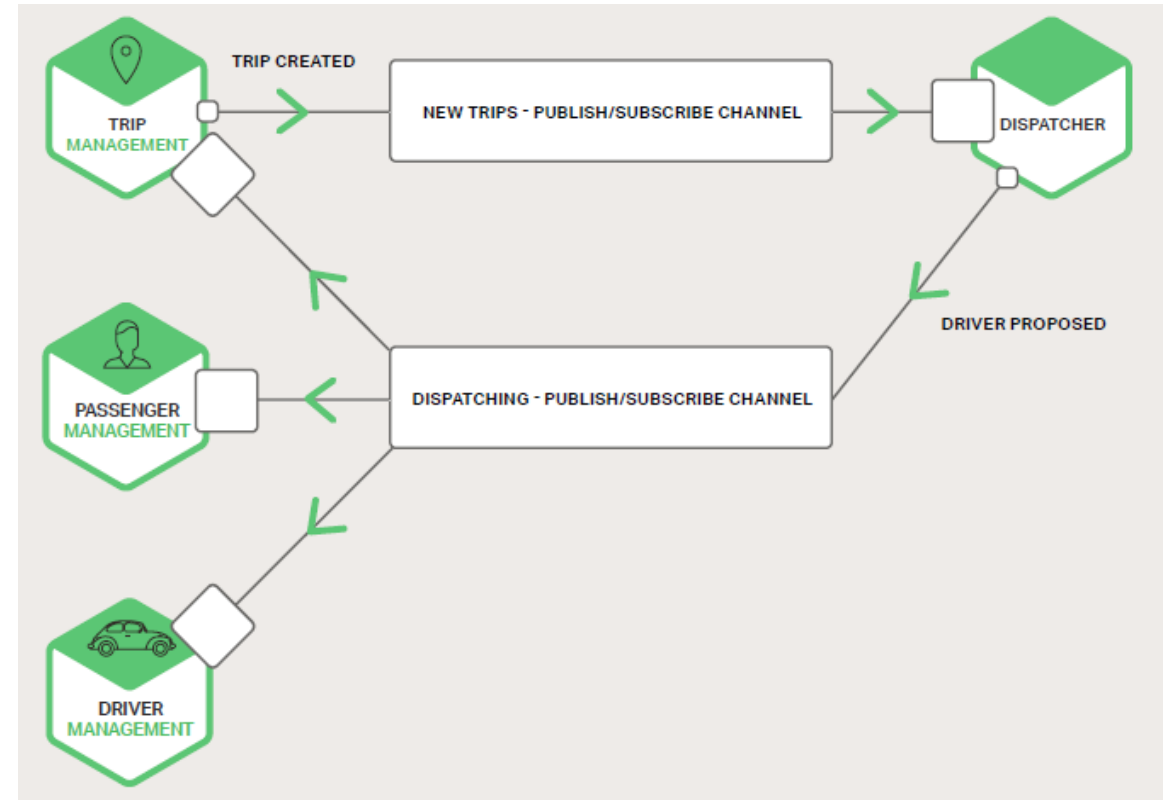 TRIP CREATED
NEW TRIPS - PUBLISH/SUBSCRIBE CHANNEL
TRIP
MANAGEMENT
DISPATCHER
DRIVER PROPOSED
DISPATCHING - PUBLISH/SUBSCRIBE CHANNEL
PASSENGER
MANAGEMENT
DRIVER
MANAGEMENT